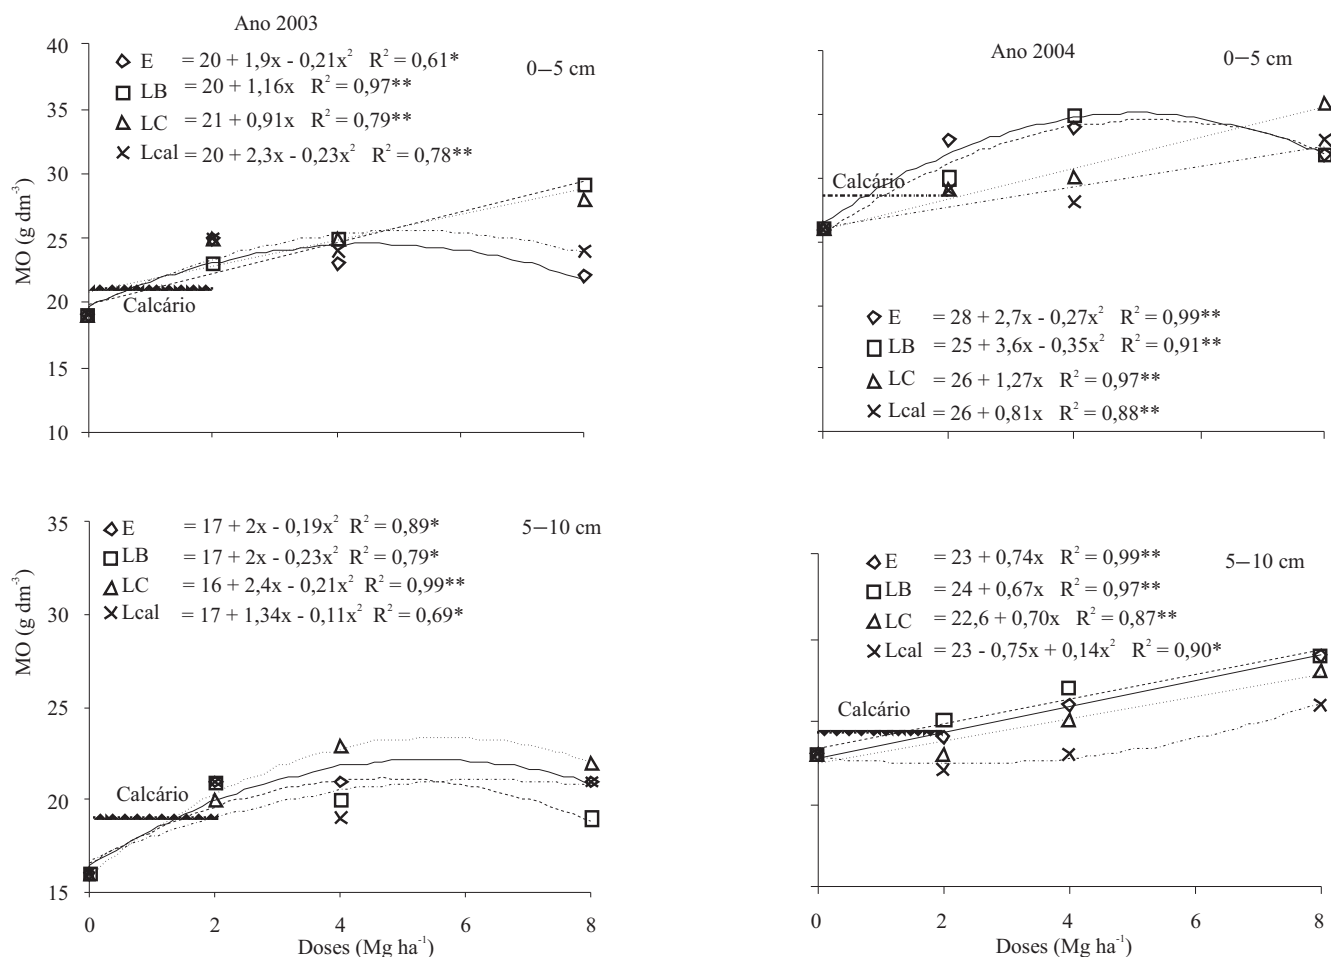 Ano 2003
40
35
30
25
20
15
10
MO (g dm⁻³)
E = 20 + 1,9x - 0,21x² R² = 0,61*
LB = 20 + 1,16x R² = 0,97**
LC = 21 + 0,91x R² = 0,79**
Lcal = 20 + 2,3x - 0,23x² R² = 0,78**
0–5 cm
Calcário
Ano 2004
0–5 cm
Calcário
E = 28 + 2,7x - 0,27x² R² = 0,99**
LB = 25 + 3,6x - 0,35x² R² = 0,91**
LC = 26 + 1,27x R² = 0,97**
Lcal = 26 + 0,81x R² = 0,88**
35
30
25
20
15
MO (g dm⁻³)
E = 17 + 2x - 0,19x² R² = 0,89*
LB = 17 + 2x - 0,23x² R² = 0,79*
LC = 16 + 2,4x - 0,21x² R² = 0,99**
Lcal = 17 + 1,34x - 0,11x² R² = 0,69*
5–10 cm
Calcário
0 2 4 6 8
Doses (Mg ha⁻¹)
E = 23 + 0,74x R² = 0,99**
LB = 24 + 0,67x R² = 0,97**
LC = 22,6 + 0,70x R² = 0,87**
Lcal = 23 - 0,75x + 0,14x² R² = 0,90*
5–10 cm
Calcário
0 2 4 6 8
Doses (Mg ha⁻¹)